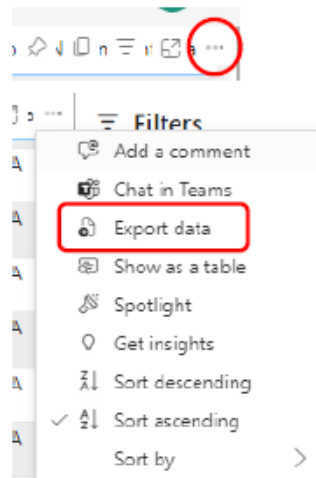 Filters
Add a comment
Chat in Teams
Export data
Show as a table
Spotlight
Get insights
Sort descending
Sort ascending
Sort by